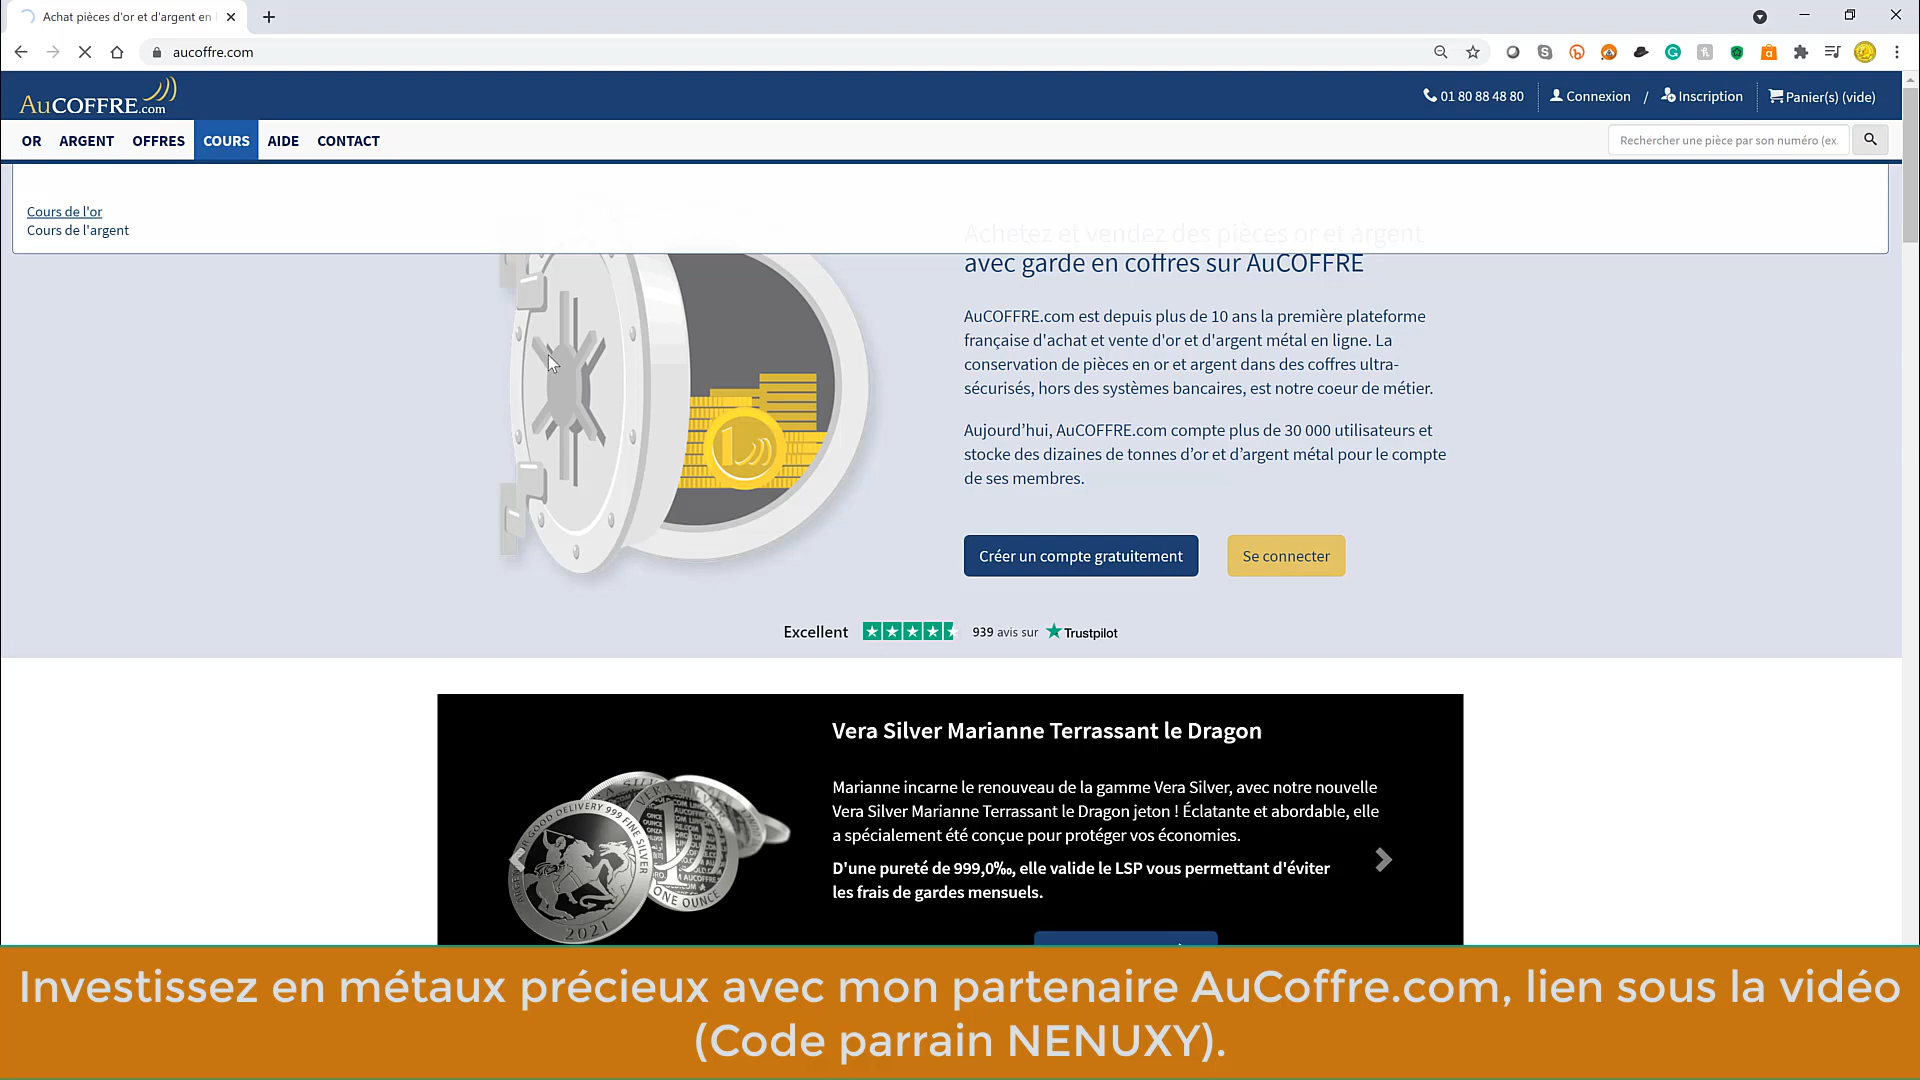 Achat pièces d'or et d'argent en
aucoffre.com
AuCOFFRE.com
01 80 88 48 80
Connexion / Inscription
Panier(s) (vide)
OR ARGENT OFFRES COURS AIDE CONTACT
Rechercher une pièce par son numéro (ex.
Cours de l'or
Cours de l'argent
Achetez et vendez des pièces or et argent
avec garde en coffres sur AuCOFFRE
AuCOFFRE.com est depuis plus de 10 ans la première plateforme
française d'achat et vente d'or et d'argent métal en ligne. La
conservation de pièces en or et argent dans des coffres ultra-
sécurisés, hors des systèmes bancaires, est notre coeur de métier.
Aujourd’hui, AuCOFFRE.com compte plus de 30 000 utilisateurs et
stocke des dizaines de tonnes d’or et d’argent métal pour le compte
de ses membres.
Créer un compte gratuitement
Se connecter
Excellent 939 avis sur Trustpilot
Vera Silver Marianne Terrassant le Dragon
Marianne incarne le renouveau de la gamme Vera Silver, avec notre nouvelle
Vera Silver Marianne Terrassant le Dragon jeton ! Éclatante et abordable, elle
a spécialement été conçue pour protéger vos économies.
D'une pureté de 999,0‰, elle valide le LSP vous permettant d'éviter
les frais de gardes mensuels.
GOOD DELIVERY 999 FINE SILVER
2021
ONE OUNCE
Investissez en métaux précieux avec mon partenaire AuCoffre.com, lien sous la vidéo
(Code parrain NENUXY).